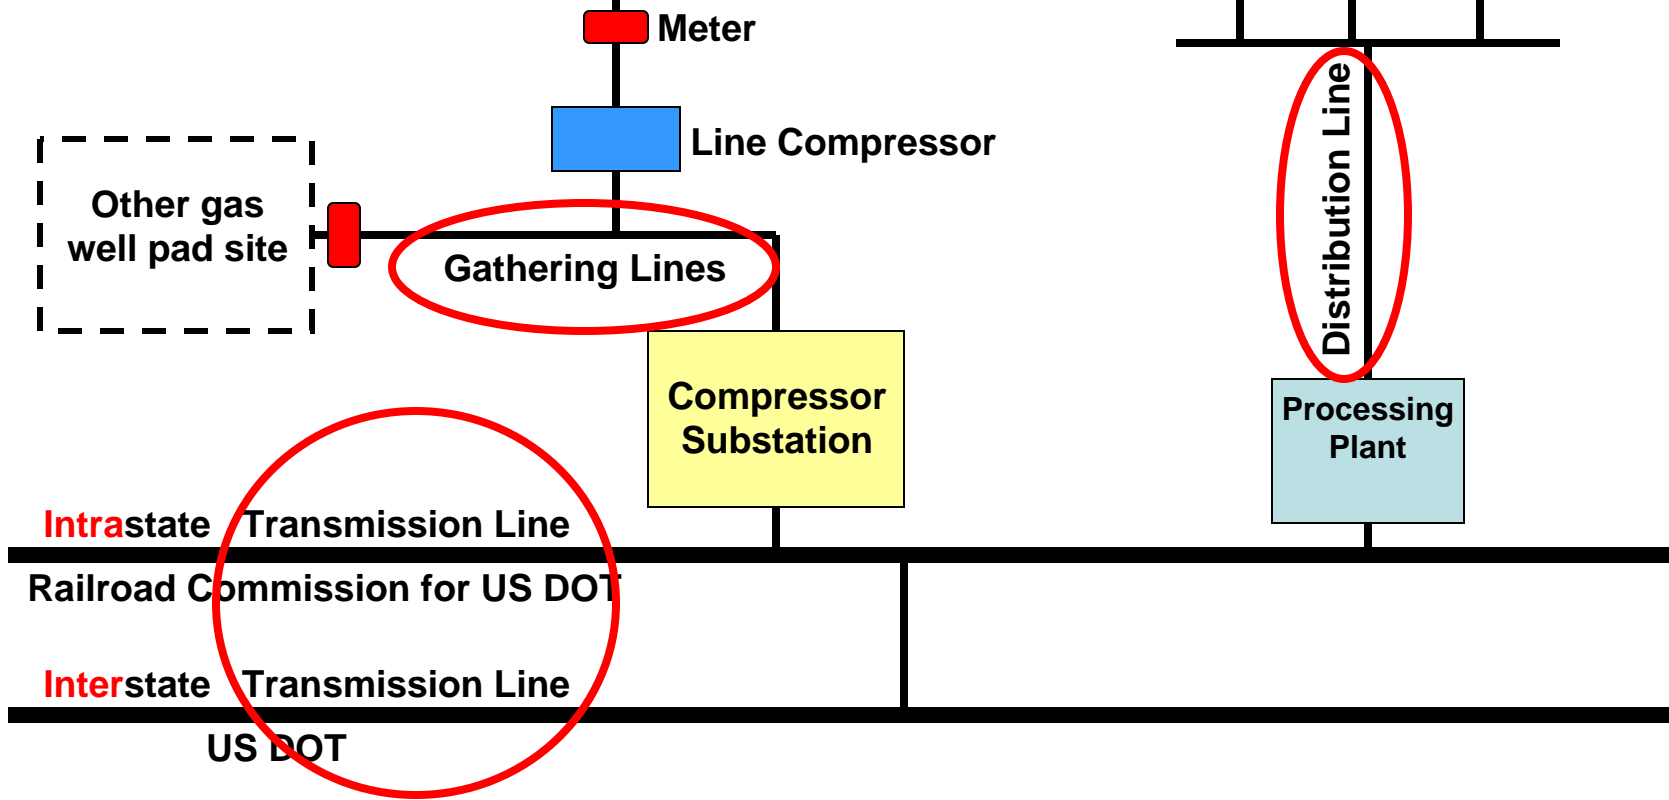 Meter
Line Compressor
Other gas
well pad site
Gathering Lines
Distribution Line
Compressor
Substation
Processing
Plant
Intrastate Transmission Line
Railroad Commission for US DOT
Interstate Transmission Line
US DOT